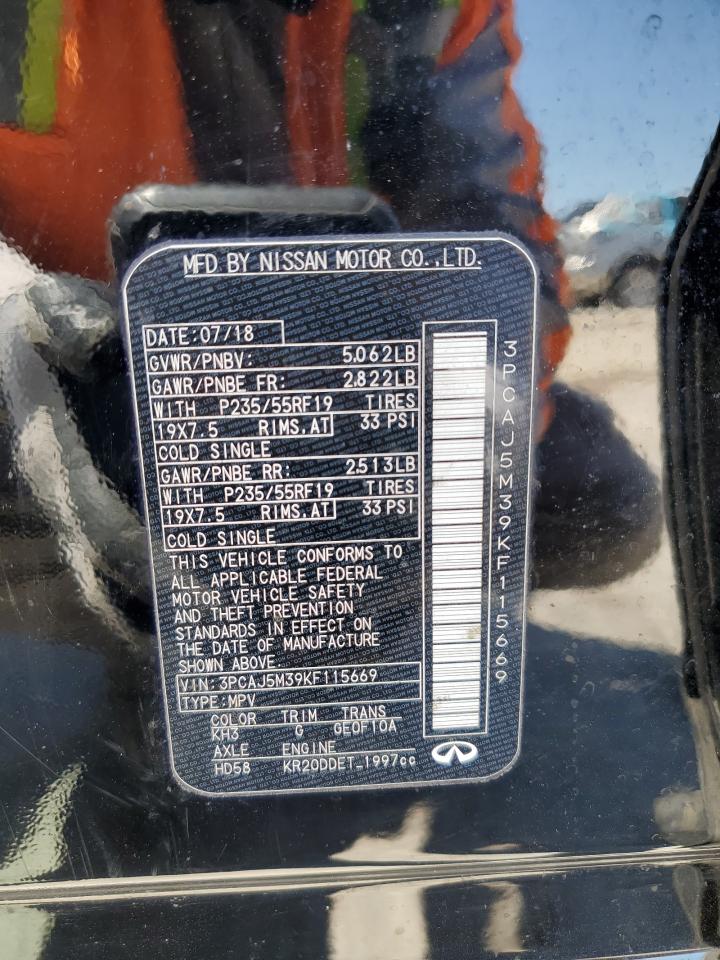 MFD BY NISSAN MOTOR CO.,LTD.
DATE:07/18
GVWR/PNBV: 5.062LB
GAWR/PNBE FR: 2.822LB
WITH P235/55RF19 TIRES
19X7.5 RIMS.AT 33 PSI
COLD SINGLE
GAWR/PNBE RR: 2.513LB
WITH P235/55RF19 TIRES
19X7.5 RIMS.AT 33 PSI
COLD SINGLE
THIS VEHICLE CONFORMS TO
ALL APPLICABLE FEDERAL
MOTOR VEHICLE SAFETY
AND THEFT PREVENTION
STANDARDS IN EFFECT ON
THE DATE OF MANUFACTURE
SHOWN ABOVE.
VIN:3PCAJ5M39KF115669
TYPE:MPV
COLOR TRIM TRANS
KH3 G GEOF10A
AXLE ENGINE
HD58 KR20DDET_1997cc
3PCAJ5M39KF115669